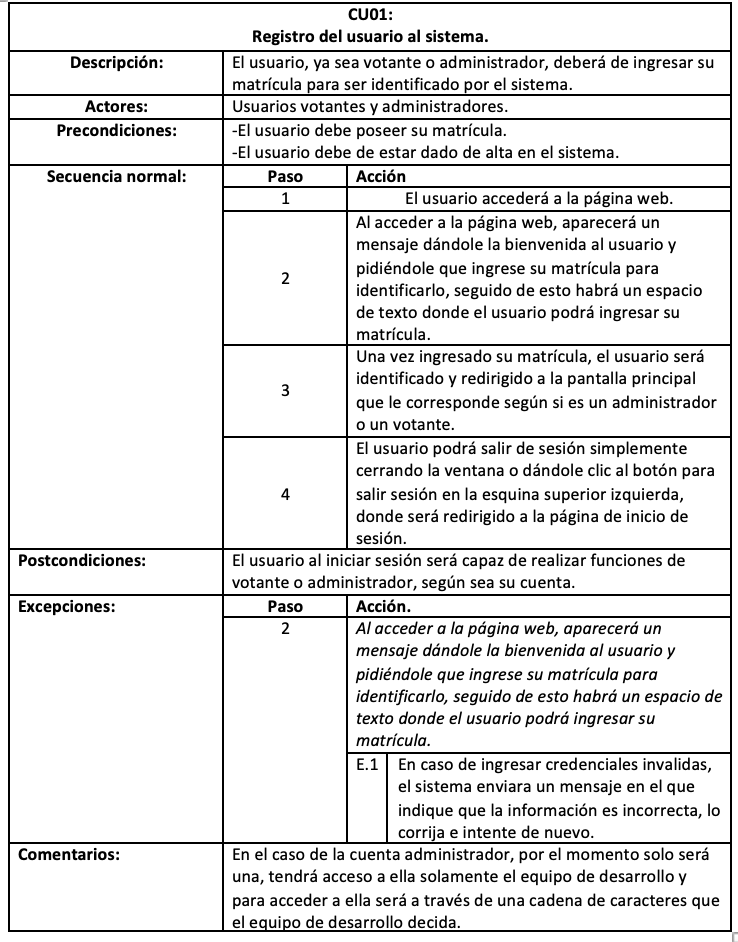 CU01:
Registro del usuario al sistema.
Descripción:
El usuario, ya sea votante o administrador, deberá de ingresar su
matrícula para ser identificado por el sistema.
Actores:
Usuarios votantes y administradores.
Precondiciones:
-El usuario debe poseer su matrícula.
-El usuario debe de estar dado de alta en el sistema.
Secuencia normal:
Paso
Acción
1
El usuario accederá a la página web.
2
Al acceder a la página web, aparecerá un
mensaje dándole la bienvenida al usuario y
pidiéndole que ingrese su matrícula para
identificarlo, seguido de esto habrá un espacio
de texto donde el usuario podrá ingresar su
matrícula.
3
Una vez ingresado su matrícula, el usuario será
identificado y redirigido a la pantalla principal
que le corresponde según si es un administrador
o un votante.
4
El usuario podrá salir de sesión simplemente
cerrando la ventana o dándole clic al botón para
salir sesión en la esquina superior izquierda,
donde será redirigido a la página de inicio de
sesión.
Postcondiciones:
El usuario al iniciar sesión será capaz de realizar funciones de
votante o administrador, según sea su cuenta.
Excepciones:
Paso
Acción.
2
Al acceder a la página web, aparecerá un
mensaje dándole la bienvenida al usuario y
pidiéndole que ingrese su matrícula para
identificarlo, seguido de esto habrá un espacio de
texto donde el usuario podrá ingresar su
matrícula.
E.1
En caso de ingresar credenciales invalidas,
el sistema enviara un mensaje en el que
indique que la información es incorrecta, lo
corrija e intente de nuevo.
Comentarios:
En el caso de la cuenta administrador, por el momento solo será
una, tendrá acceso a ella solamente el equipo de desarrollo y
para acceder a ella será a través de una cadena de caracteres que
el equipo de desarrollo decida.